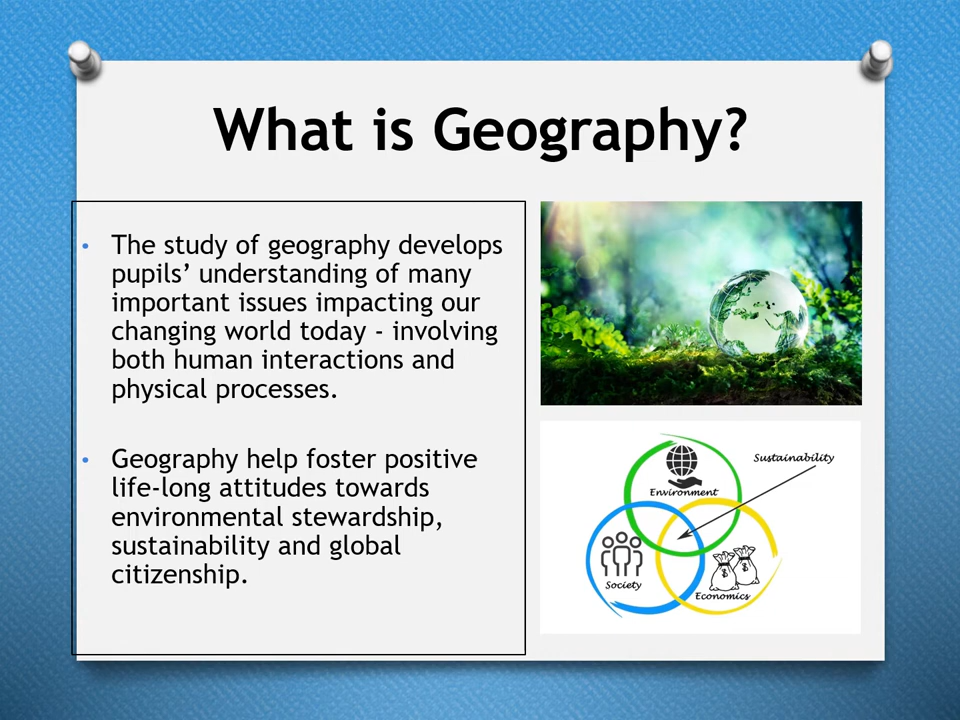 What is Geography?
• The study of geography develops
pupils’ understanding of many
important issues impacting our
changing world today - involving
both human interactions and
physical processes.
• Geography help foster positive
life-long attitudes towards
environmental stewardship,
sustainability and global
citizenship.
Sustainability
Environment
Society
$ $
Economics